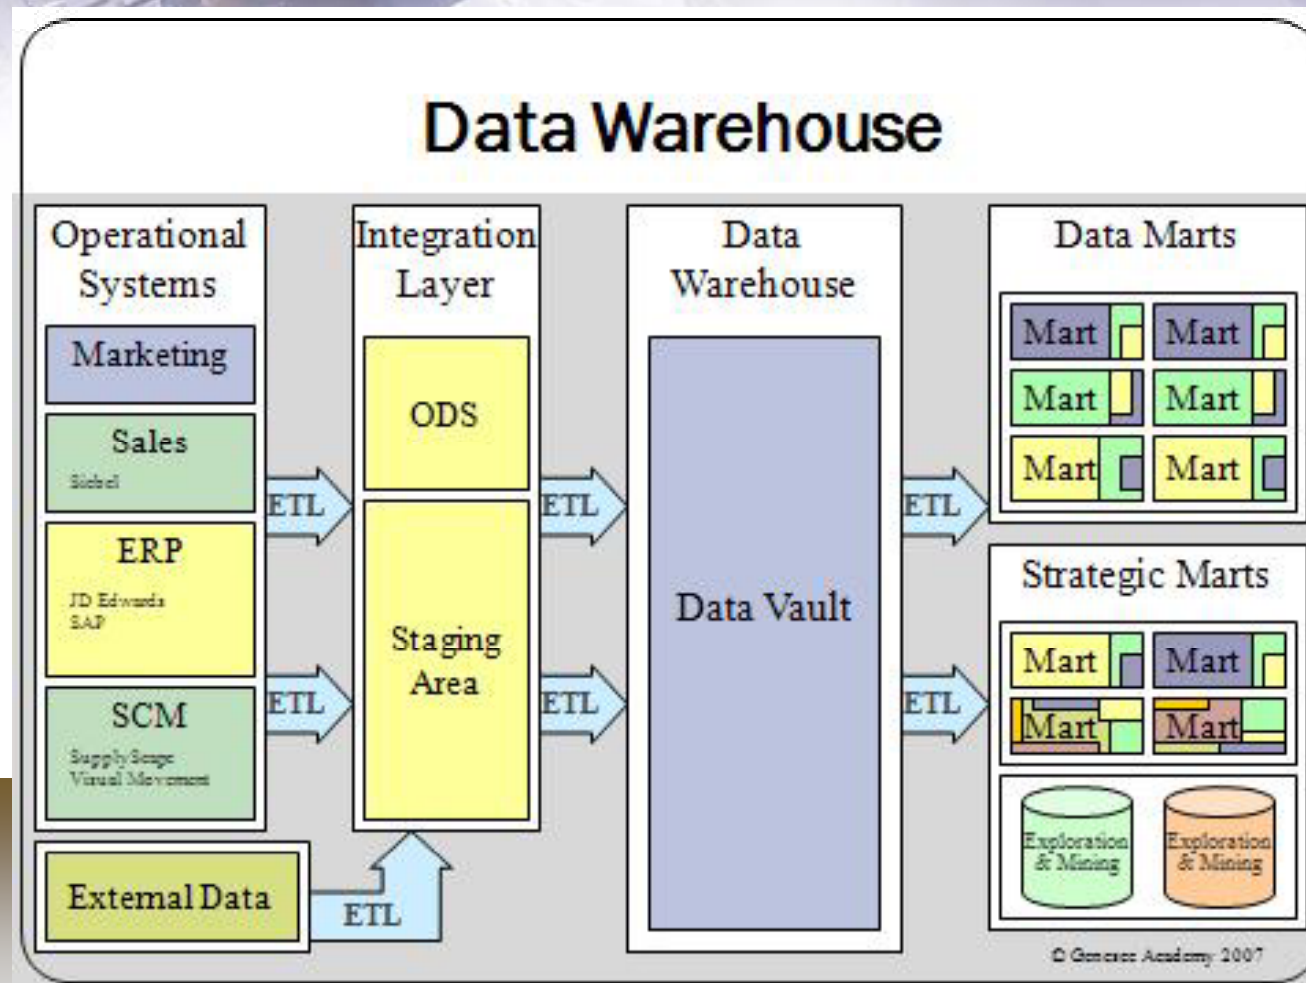 Data Warehouse
Operational
Systems
Marketing
Sales
Siebel
ERP
JD Edwards
SAP
SCM
Visual Movement
External Data
ETL
ETL
ETL
Integration
Layer
ODS
Staging
Area
ETL
ETL
Data
Warehouse
Data Vault
ETL
ETL
Data Marts
Mart Mart
Mart Mart
Mart Mart
Strategic Marts
Mart Mart
Mart Mart
Exploration
& Mining
Exploration
& Mining
© Genesee Academy 2007